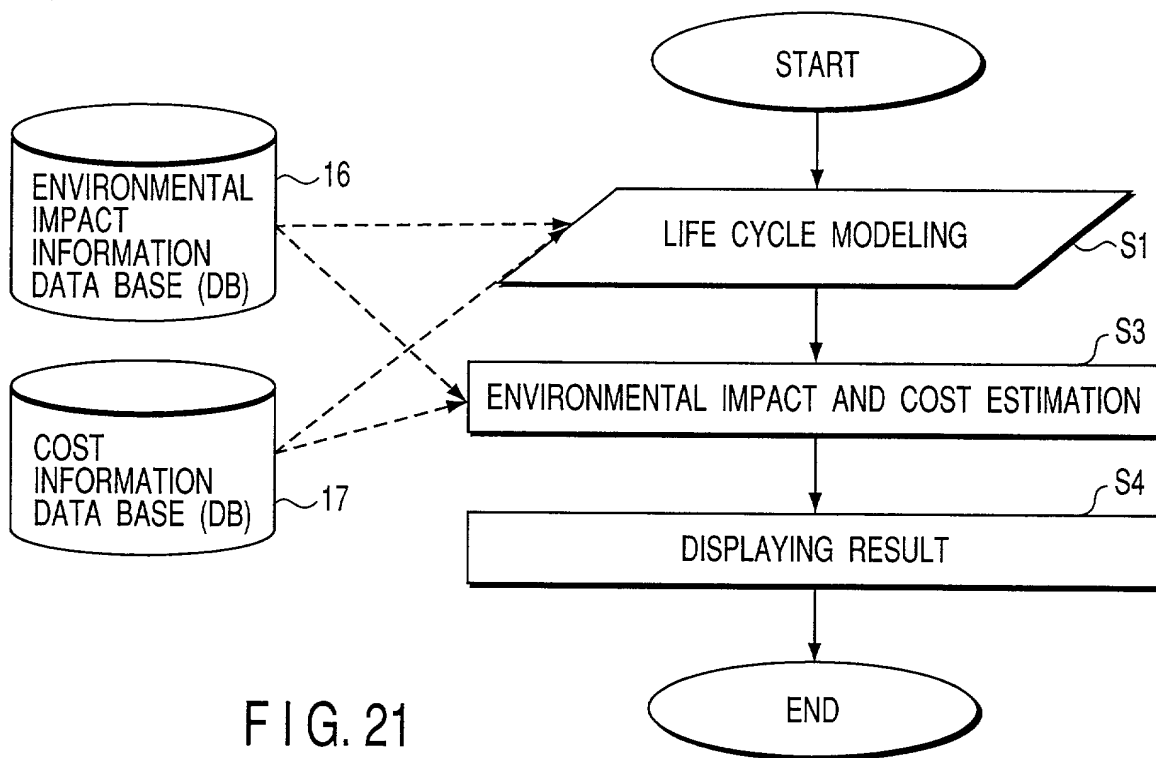 START
ENVIRONMENTAL
IMPACT
INFORMATION
DATA BASE (DB)
16
LIFE CYCLE MODELING
S1
S3
ENVIRONMENTAL IMPACT AND COST ESTIMATION
COST
INFORMATION
DATA BASE (DB)
17
S4
DISPLAYING RESULT
END
FIG. 21